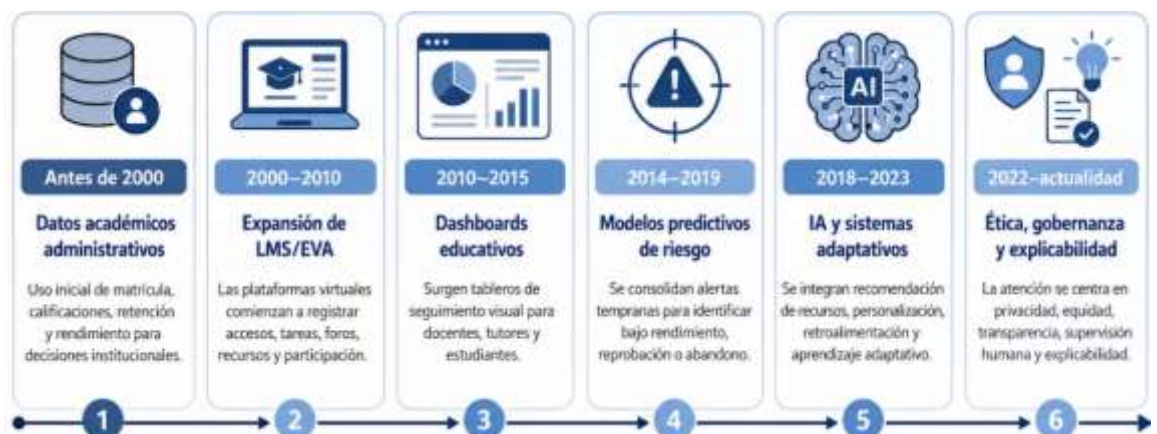 AI
Antes de 2000
Datos académicos
administrativos
Uso inicial de matrícula,
calificaciones, retención
y rendimiento para
decisiones institucionales.
1
2000–2010
Expansión de
LMS/EVA
Las plataformas virtuales
comienzan a registrar
accesos, tareas, foros,
recursos y participación.
2
2010–2015
Dashboards
educativos
Surgen tableros de
seguimiento visual para
docentes, tutores y
estudiantes.
3
2014–2019
Modelos predictivos
de riesgo
Se consolidan alertas
tempranas para identificar
bajo rendimiento,
reprobación o abandono.
4
2018–2023
IA y sistemas
adaptativos
Se integran recomendación
de recursos, personalización,
retroalimentación y
aprendizaje adaptativo.
5
2022–actualidad
Ética, gobernanza
y explicabilidad
La atención se centra en
privacidad, equidad,
transparencia, supervisión
humana y explicabilidad.
6